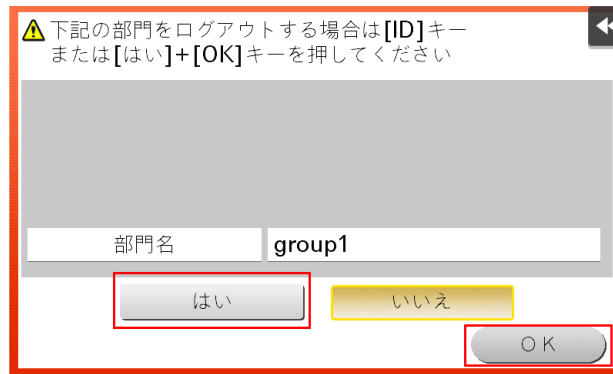 下記の部門をログアウトする場合は[ID]キー
または[はい]+[OK]キーを押してください
部門名 group1
はい いいえ
OK